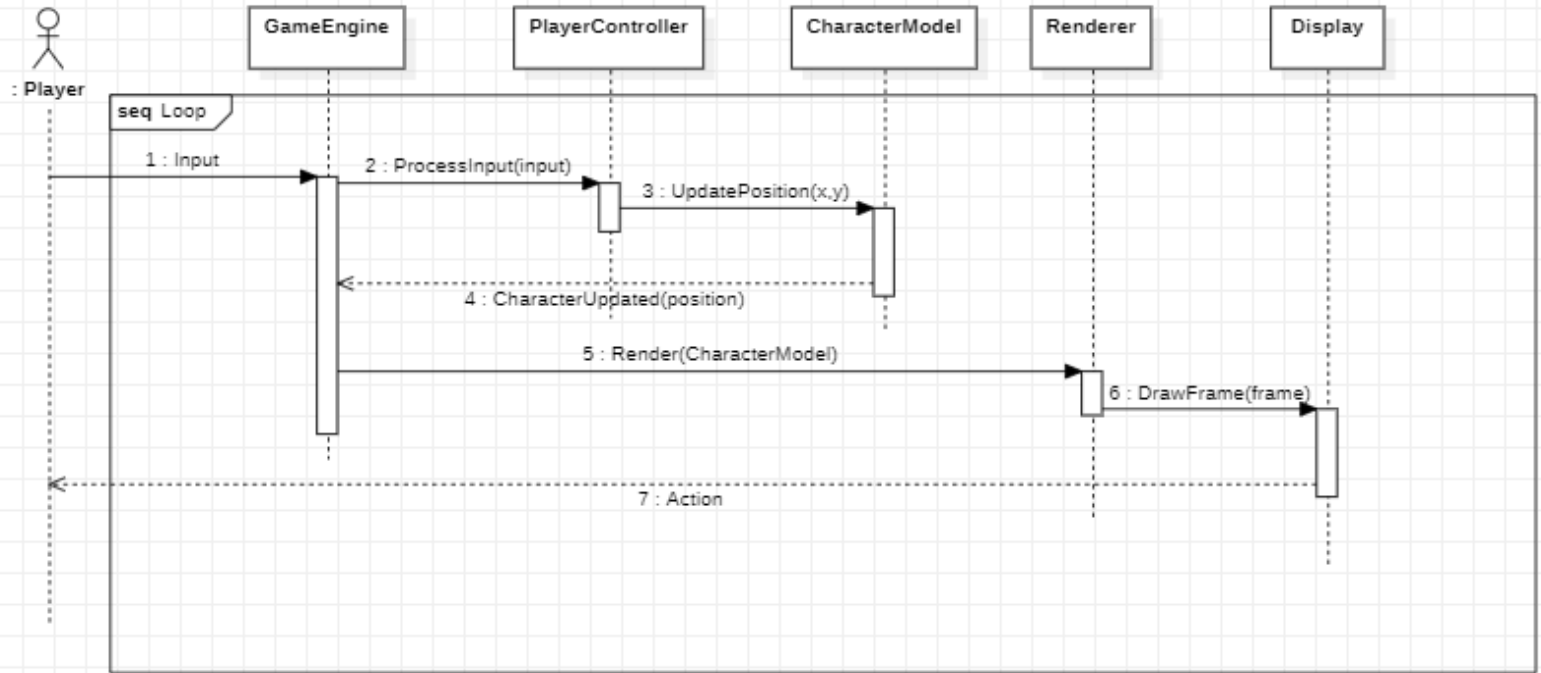 GameEngine
PlayerController
CharacterModel
Renderer
Display
: Player
seq Loop
1 : Input
2 : ProcessInput(input)
3 : UpdatePosition(x,y)
4 : CharacterUpdated(position)
5 : Render(CharacterModel)
6 : DrawFrame(frame)
7 : Action